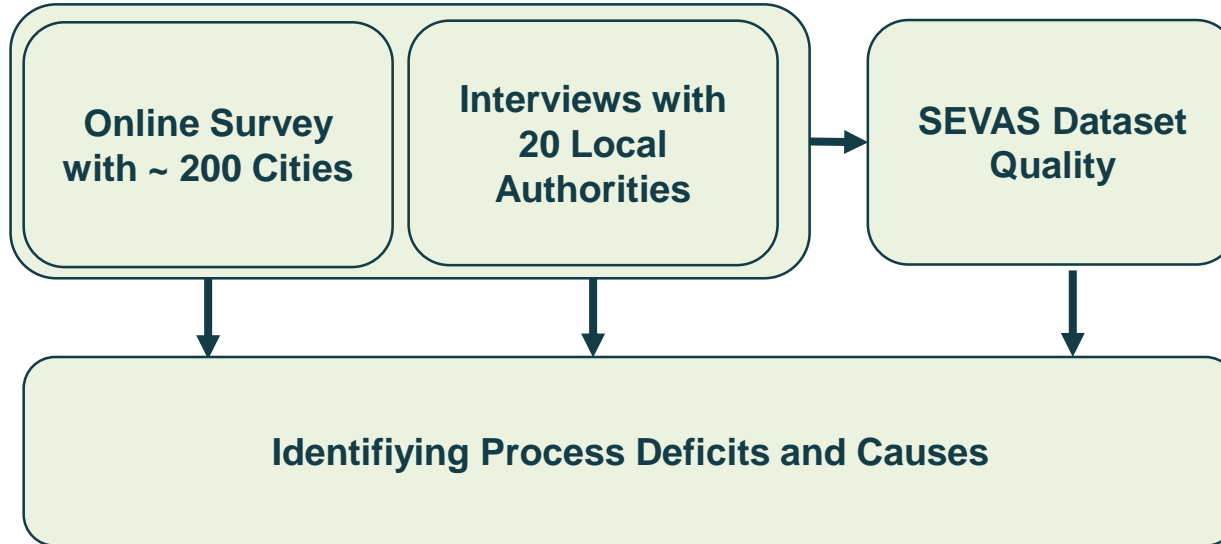 Online Survey
with ~ 200 Cities
Interviews with
20 Local
Authorities
SEVAS Dataset
Quality
Identifiying Process Deficits and Causes